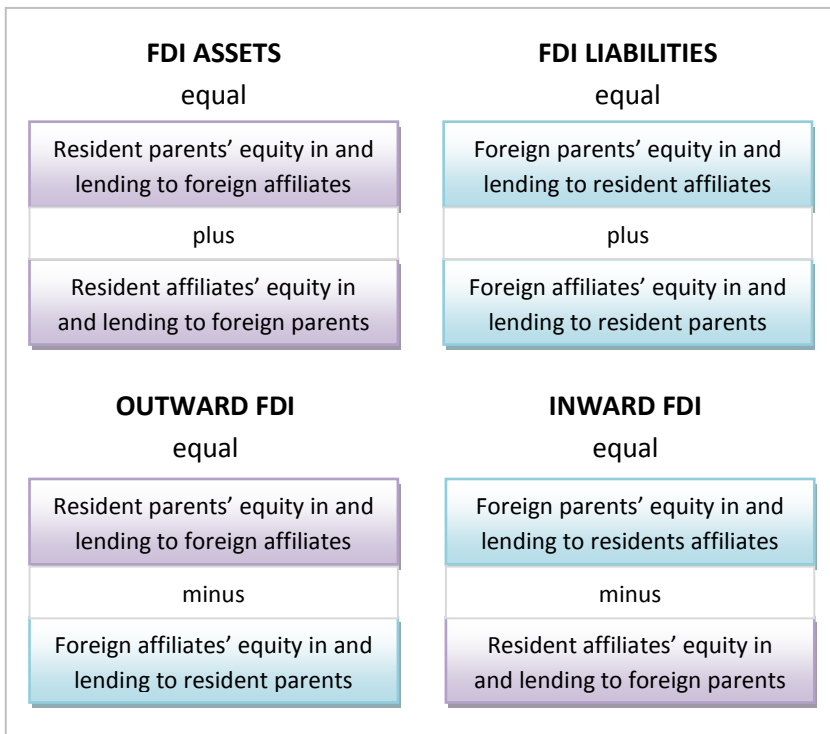 FDI ASSETS
equal
Resident parents’ equity in and
lending to foreign affiliates
plus
Resident affiliates’ equity in
and lending to foreign parents
FDI LIABILITIES
equal
Foreign parents’ equity in and
lending to resident affiliates
plus
Foreign affiliates’ equity in and
lending to resident parents
OUTWARD FDI
equal
Resident parents’ equity in and
lending to foreign affiliates
minus
Foreign affiliates’ equity in and
lending to resident parents
INWARD FDI
equal
Foreign parents’ equity in and
lending to residents affiliates
minus
Resident affiliates’ equity in
and lending to foreign parents